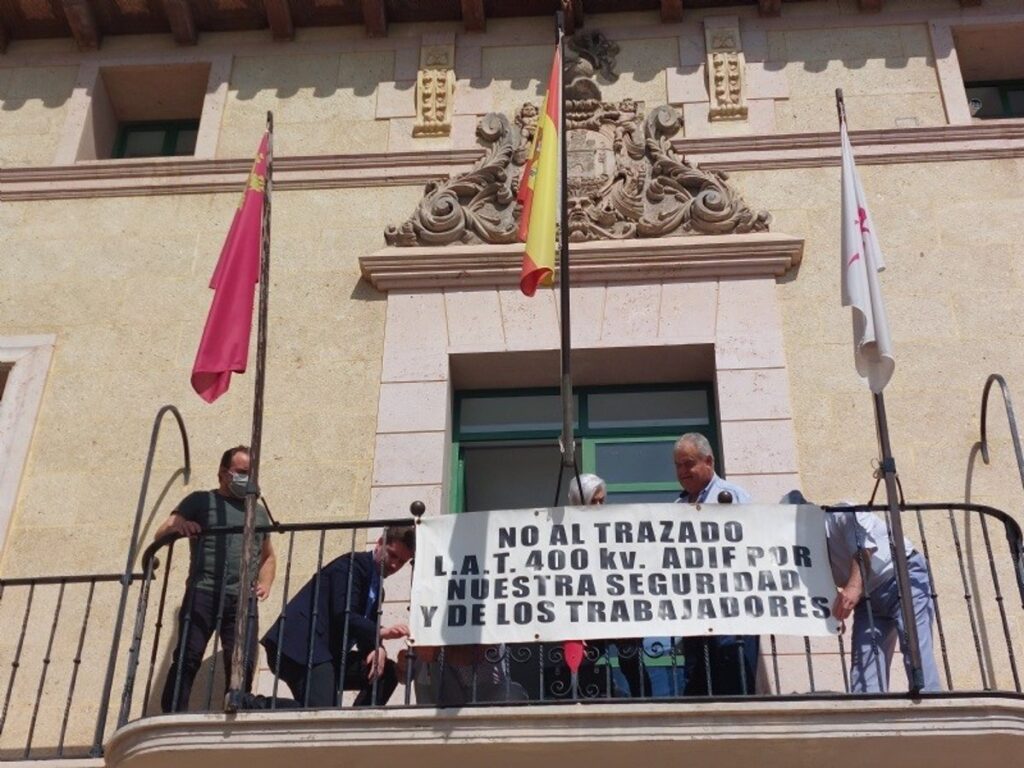 NO AL TRAZADO
L.A.T. 400 kv. ADIF POR
NUESTRA SEGURIDAD
Y DE LOS TRABAJADORES